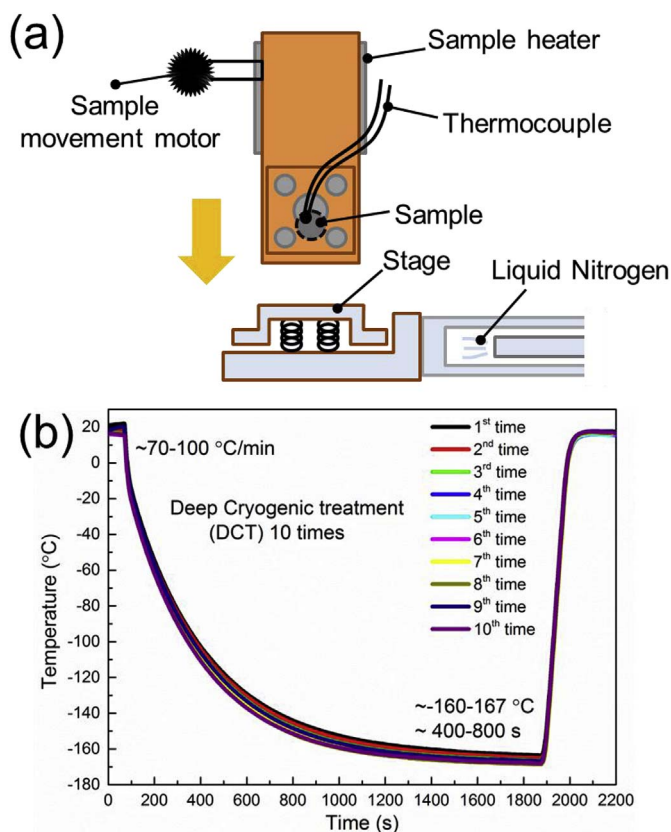 (a)
Sample heater
Sample
movement motor
Thermocouple
Sample
Stage
Liquid Nitrogen
(b)
20
0
-20
-40
-60
-80
-100
-120
-140
-160
-180
Temperature (°C)
~70-100 °C/min
Deep Cryogenic treatment
(DCT) 10 times
1st time
2nd time
3rd time
4th time
5th time
6th time
7th time
8th time
9th time
10th time
~-160-167 °C
~ 400-800 s
0 200 400 600 800 1000 1200 1400 1600 1800 2000 2200
Time (s)